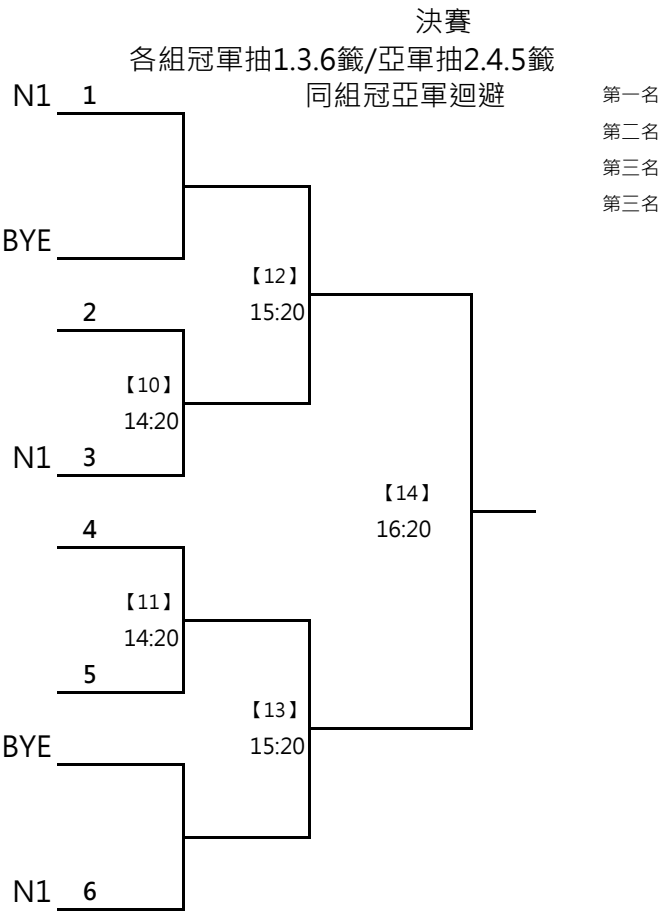 決賽
各組冠軍抽1.3.6籤/亞軍抽2.4.5籤
同組冠亞軍迴避
第一名
第二名
第三名
第三名
N1 1
BYE
【12】
15:20
2
【10】
14:20
N1 3
【14】
16:20
4
【11】
14:20
5
【13】
15:20
BYE
N1 6